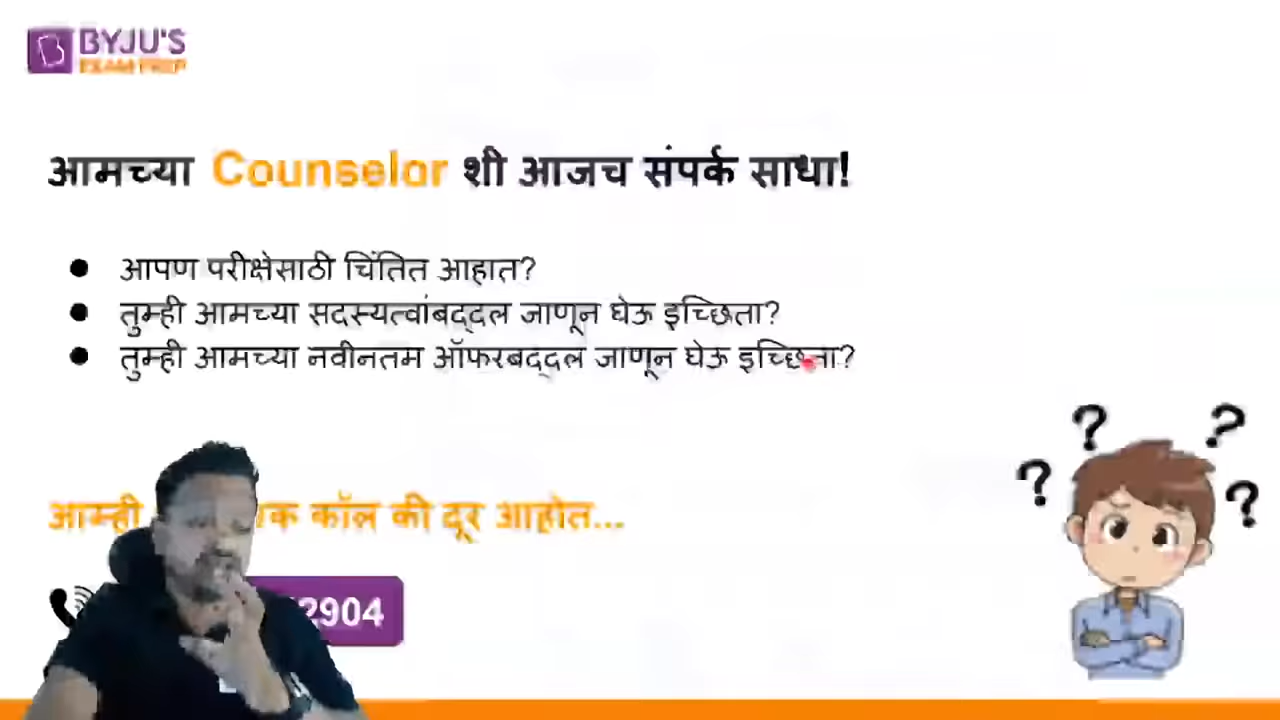 BYJU'S
EXAM PREP
आमच्या Counselor शी आजच संपर्क साधा!
● आपण परीक्षेसाठी चिंतित आहात?
● तुम्ही आमच्या सदस्यत्वांबद्दल जाणून घेऊ इच्छिता?
● तुम्ही आमच्या नवीनतम ऑफरबद्दल जाणून घेऊ इच्छिता?
आम्ही कॉल की दूर आहोत...
2904
? ? ? ?